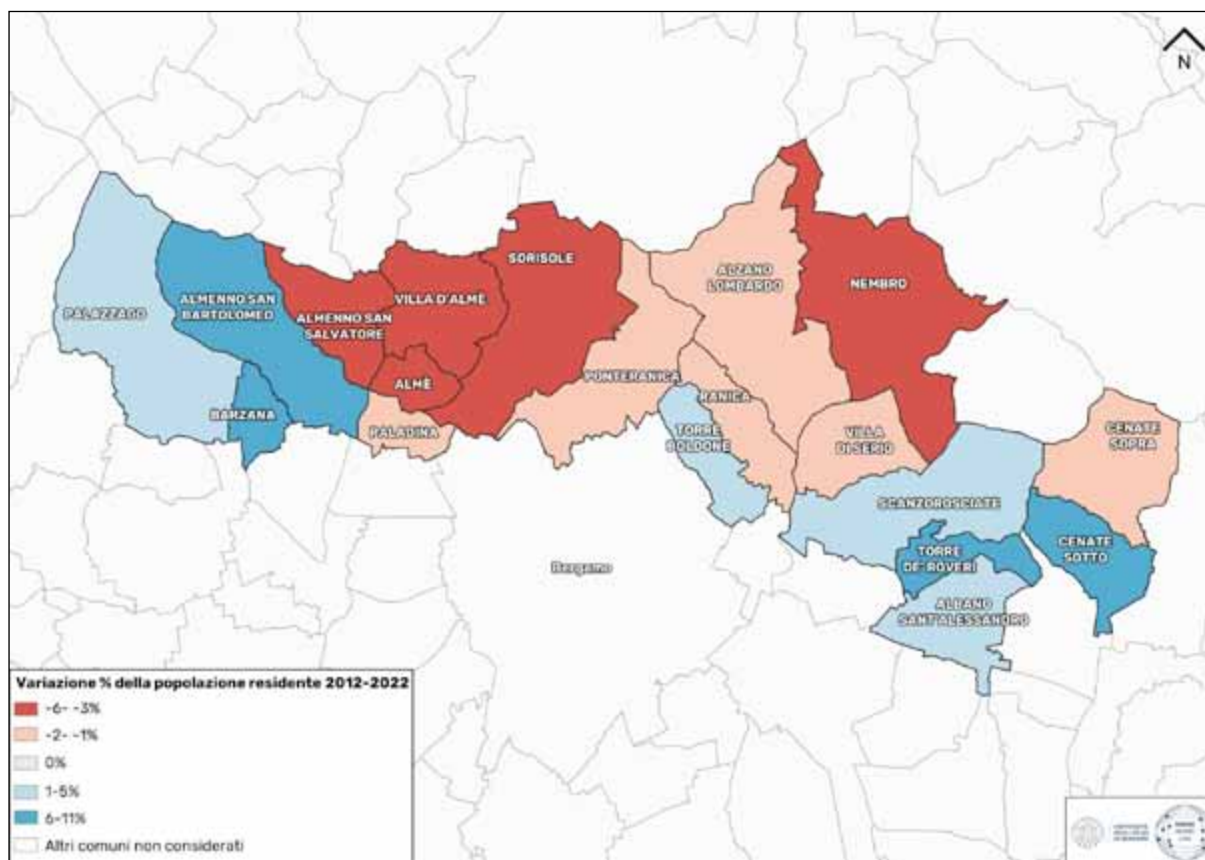 N
SORISOLE
ALZANO
LOMBARDO
NEMBRO
VILLA D'ALMÈ
ALMENNO SAN
BARTOLOMEO
PALAZZAGO
ALMENNO SAN
SALVATORE
ALMÈ
PONTERANICA
RANICA
BARZANA
PALADINA
TORRE
BOLDONE
VILLA
DI SERIO
CENATE
SOPRA
SCANZOROSCIATE
TORRE
DE' ROVERI
CENATE
SOTTO
Bergamo
ALBANO
SANT'ALESSANDRO
Variazione % della popolazione residente 2012-2022
-6- -3%
-2- -1%
0%
1-5%
6-11%
Altri comuni non considerati